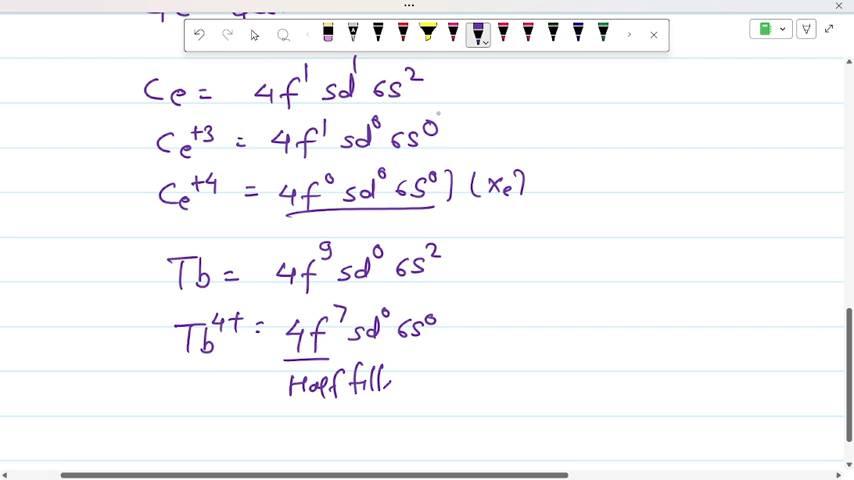 Ce = 4f¹ 5d¹ 6s²
Ce⁺³ = 4f¹ 5d⁰ 6s⁰
Ce⁺⁴ = 4f⁰ 5d⁰ 6s⁰] (Xe)
Tb = 4f⁹ 5d⁰ 6s²
Tb⁴⁺ = 4f⁷ 5d⁰ 6s⁰
Half fill